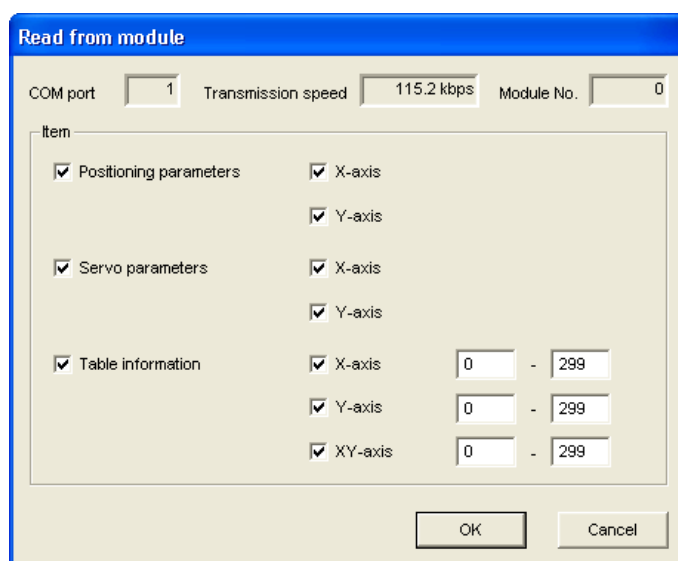 Read from module
COM port 1 Transmission speed 115.2 kbps Module No. 0
Item
Positioning parameters X-axis
Y-axis
Servo parameters X-axis
Y-axis
Table information X-axis 0 - 299
Y-axis 0 - 299
XY-axis 0 - 299
OK Cancel